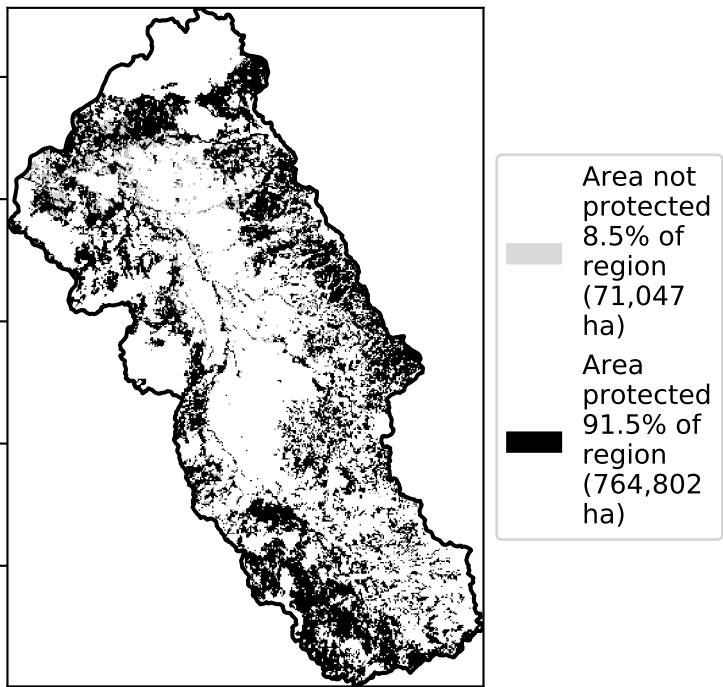 Area not
protected
8.5% of
region
(71,047
ha)
Area
protected
91.5% of
region
(764,802
ha)